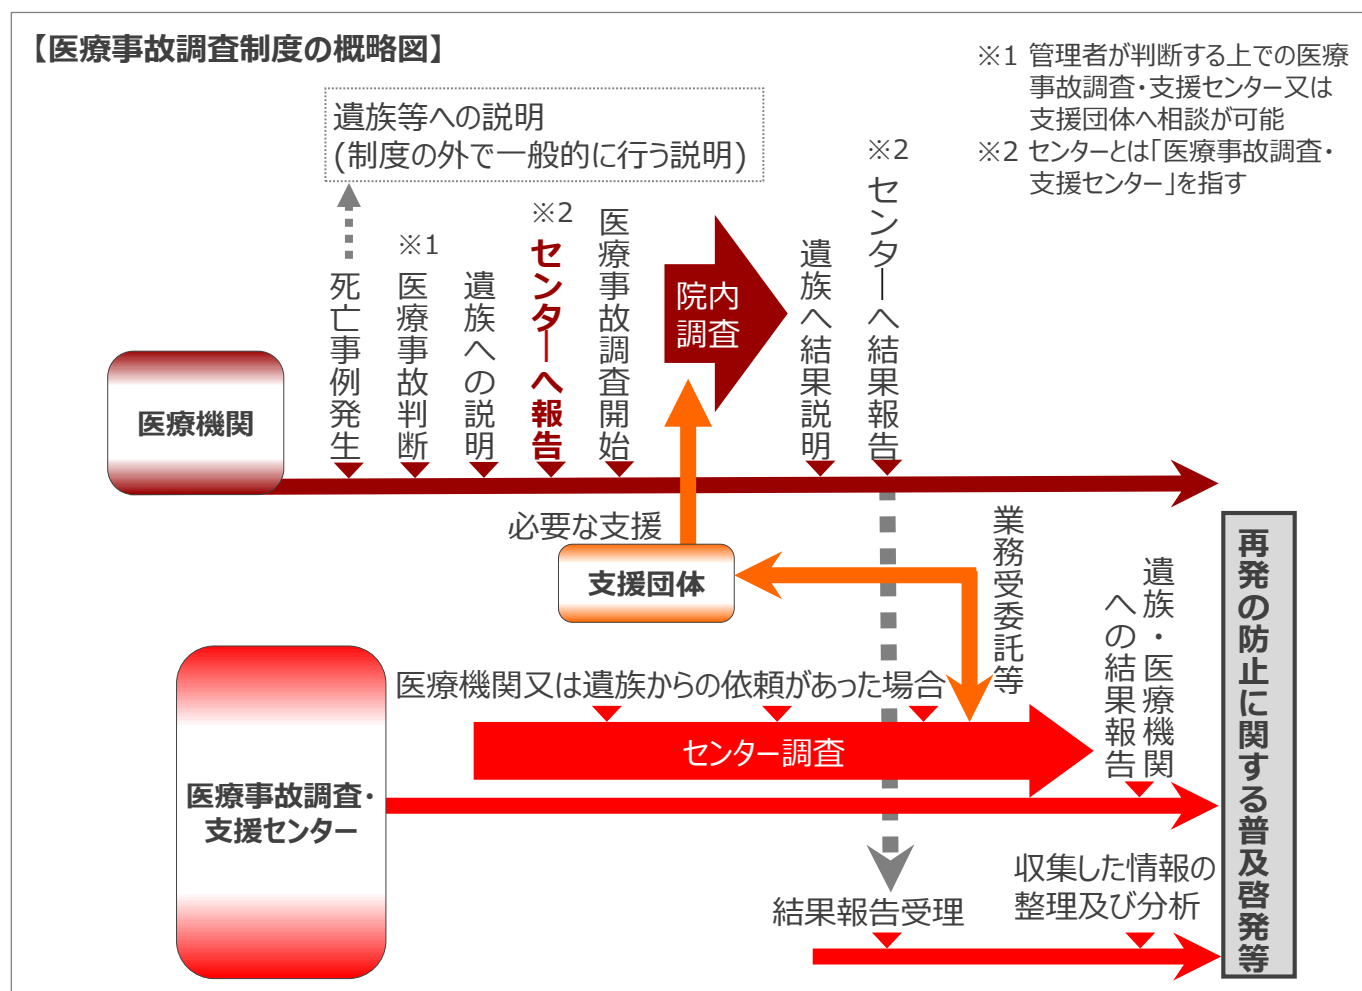 【医療事故調査制度の概略図】
※1 管理者が判断する上での医療
事故調査・支援センター又は
支援団体へ相談が可能
※2 センターとは「医療事故調査・
支援センター」を指す
遺族等への説明
(制度の外で一般的に行う説明)
死亡事例発生
※1
医療事故判断
遺族への説明
※2
センターへ報告
医療事故調査開始
院内
調査
遺族へ結果説明
※2
センターへ結果報告
医療機関
必要な支援
支援団体
業務受委託等
医療機関又は遺族からの依頼があった場合
センター調査
遺族・医療機関
への結果報告
医療事故調査・
支援センター
結果報告受理
収集した情報の
整理及び分析
再発の防止に関する普及啓発等